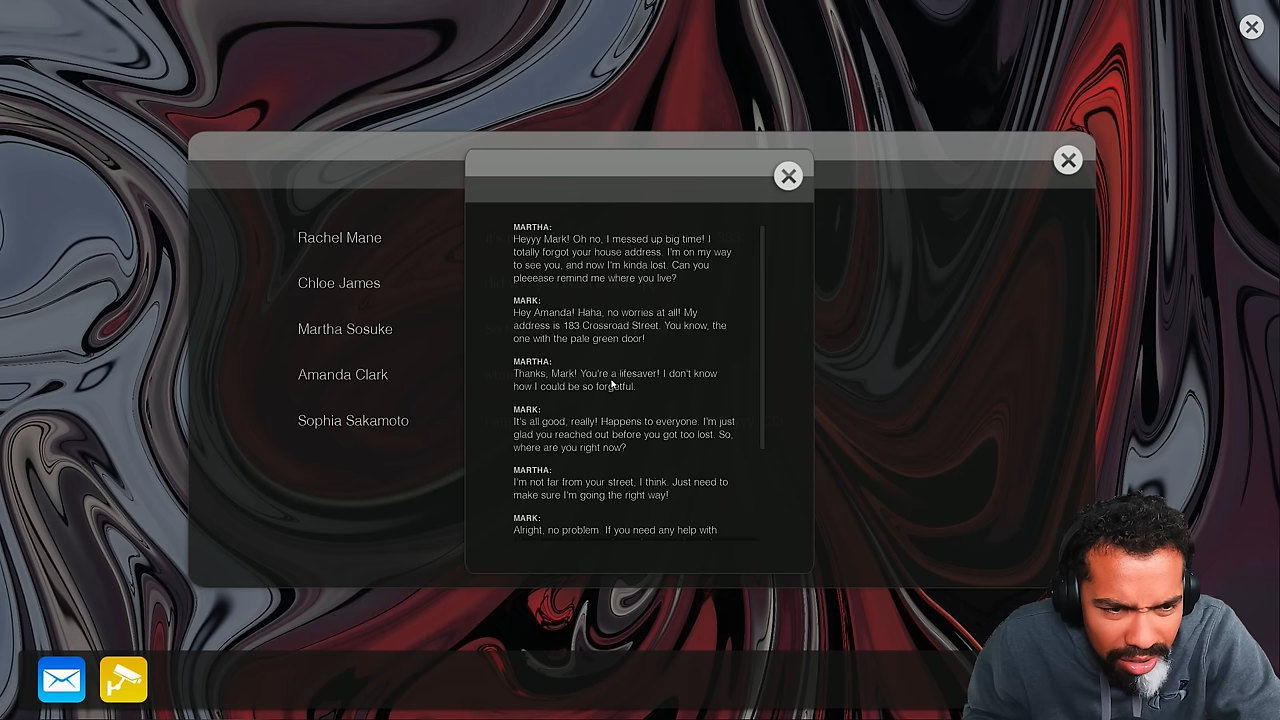 Rachel Mane
Chloe James
Martha Sosuke
Amanda Clark
Sophia Sakamoto
MARTHA:
Heyyy Mark! Oh no, I messed up big time! I
totally forgot your house address. I'm on my way
to see you, and now I'm kinda lost. Can you
pleeease remind me where you live?
MARK:
Hey Amanda! Haha, no worries at all! My
address is 183 Crossroad Street. You know, the
one with the pale green door!
MARTHA:
Thanks, Mark! You're a lifesaver! I don't know
how I could be so forgetful.
MARK:
It's all good, really! Happens to everyone. I'm just
glad you reached out before you got too lost. So,
where are you right now?
MARTHA:
I'm not far from your street, I think. Just need to
make sure I'm going the right way!
MARK:
Alright, no problem. If you need any help with